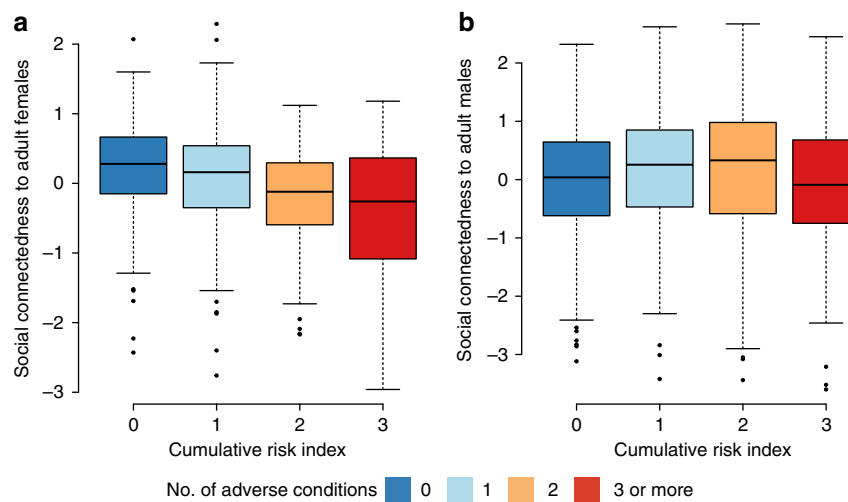 a
Social connectedness to adult females
2
1
0
–1
–2
–3
0 1 2 3
Cumulative risk index
b
Social connectedness to adult males
2
1
0
–1
–2
–3
0 1 2 3
Cumulative risk index
No. of adverse conditions 0 1 2 3 or more